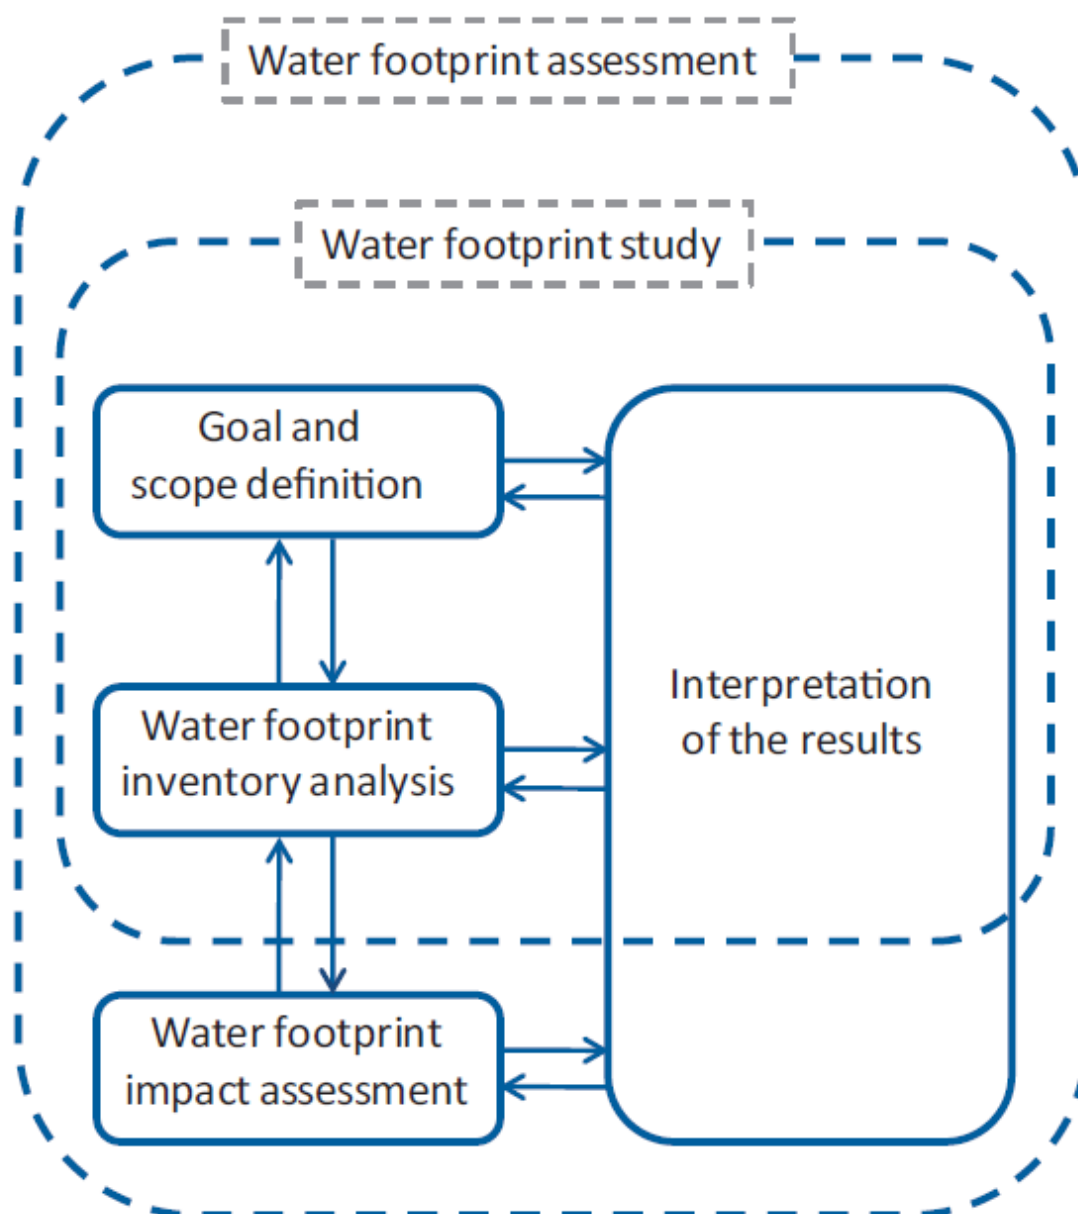 Water footprint assessment
Water footprint study
Goal and
scope definition
Water footprint
inventory analysis
Water footprint
impact assessment
Interpretation
of the results